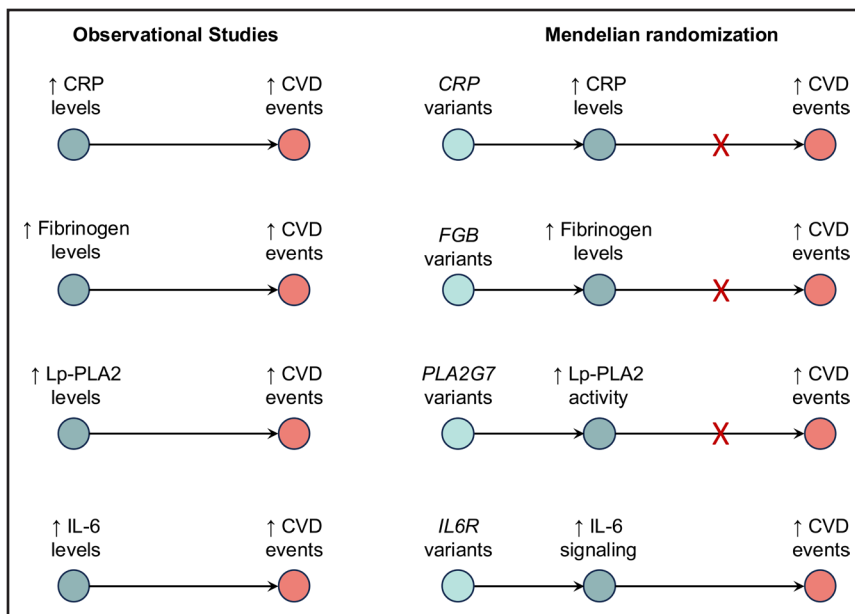 Observational Studies
Mendelian randomization
↑ CRP
levels
↑ CVD
events
CRP
variants
↑ CRP
levels
↑ CVD
events
X
↑ Fibrinogen
levels
↑ CVD
events
FGB
variants
↑ Fibrinogen
levels
↑ CVD
events
X
↑ Lp-PLA2
levels
↑ CVD
events
PLA2G7
variants
↑ Lp-PLA2
activity
↑ CVD
events
X
↑ IL-6
levels
↑ CVD
events
IL6R
variants
↑ IL-6
signaling
↑ CVD
events